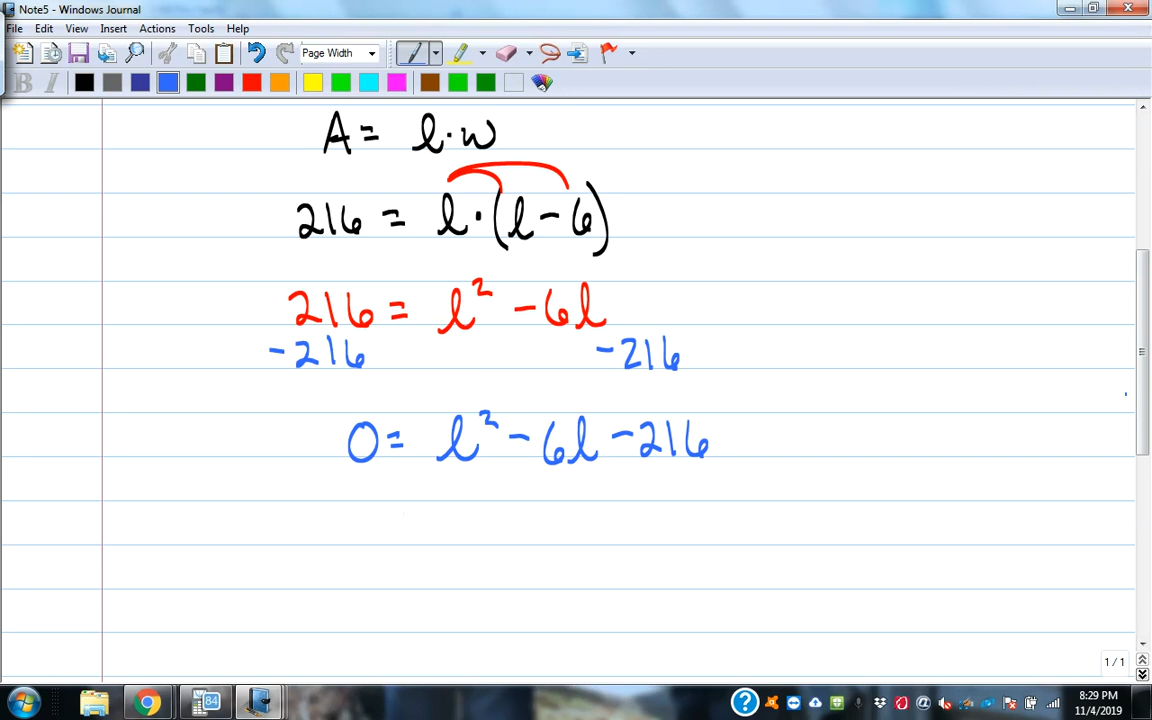 Note5 - Windows Journal
File Edit View Insert Actions Tools Help
Page Width
B I
A = l·w
216 = l·(l-6)
216 = l² -6l
-216 -216
0 = l² - 6l - 216
1 / 1
84
8:29 PM
11/4/2019